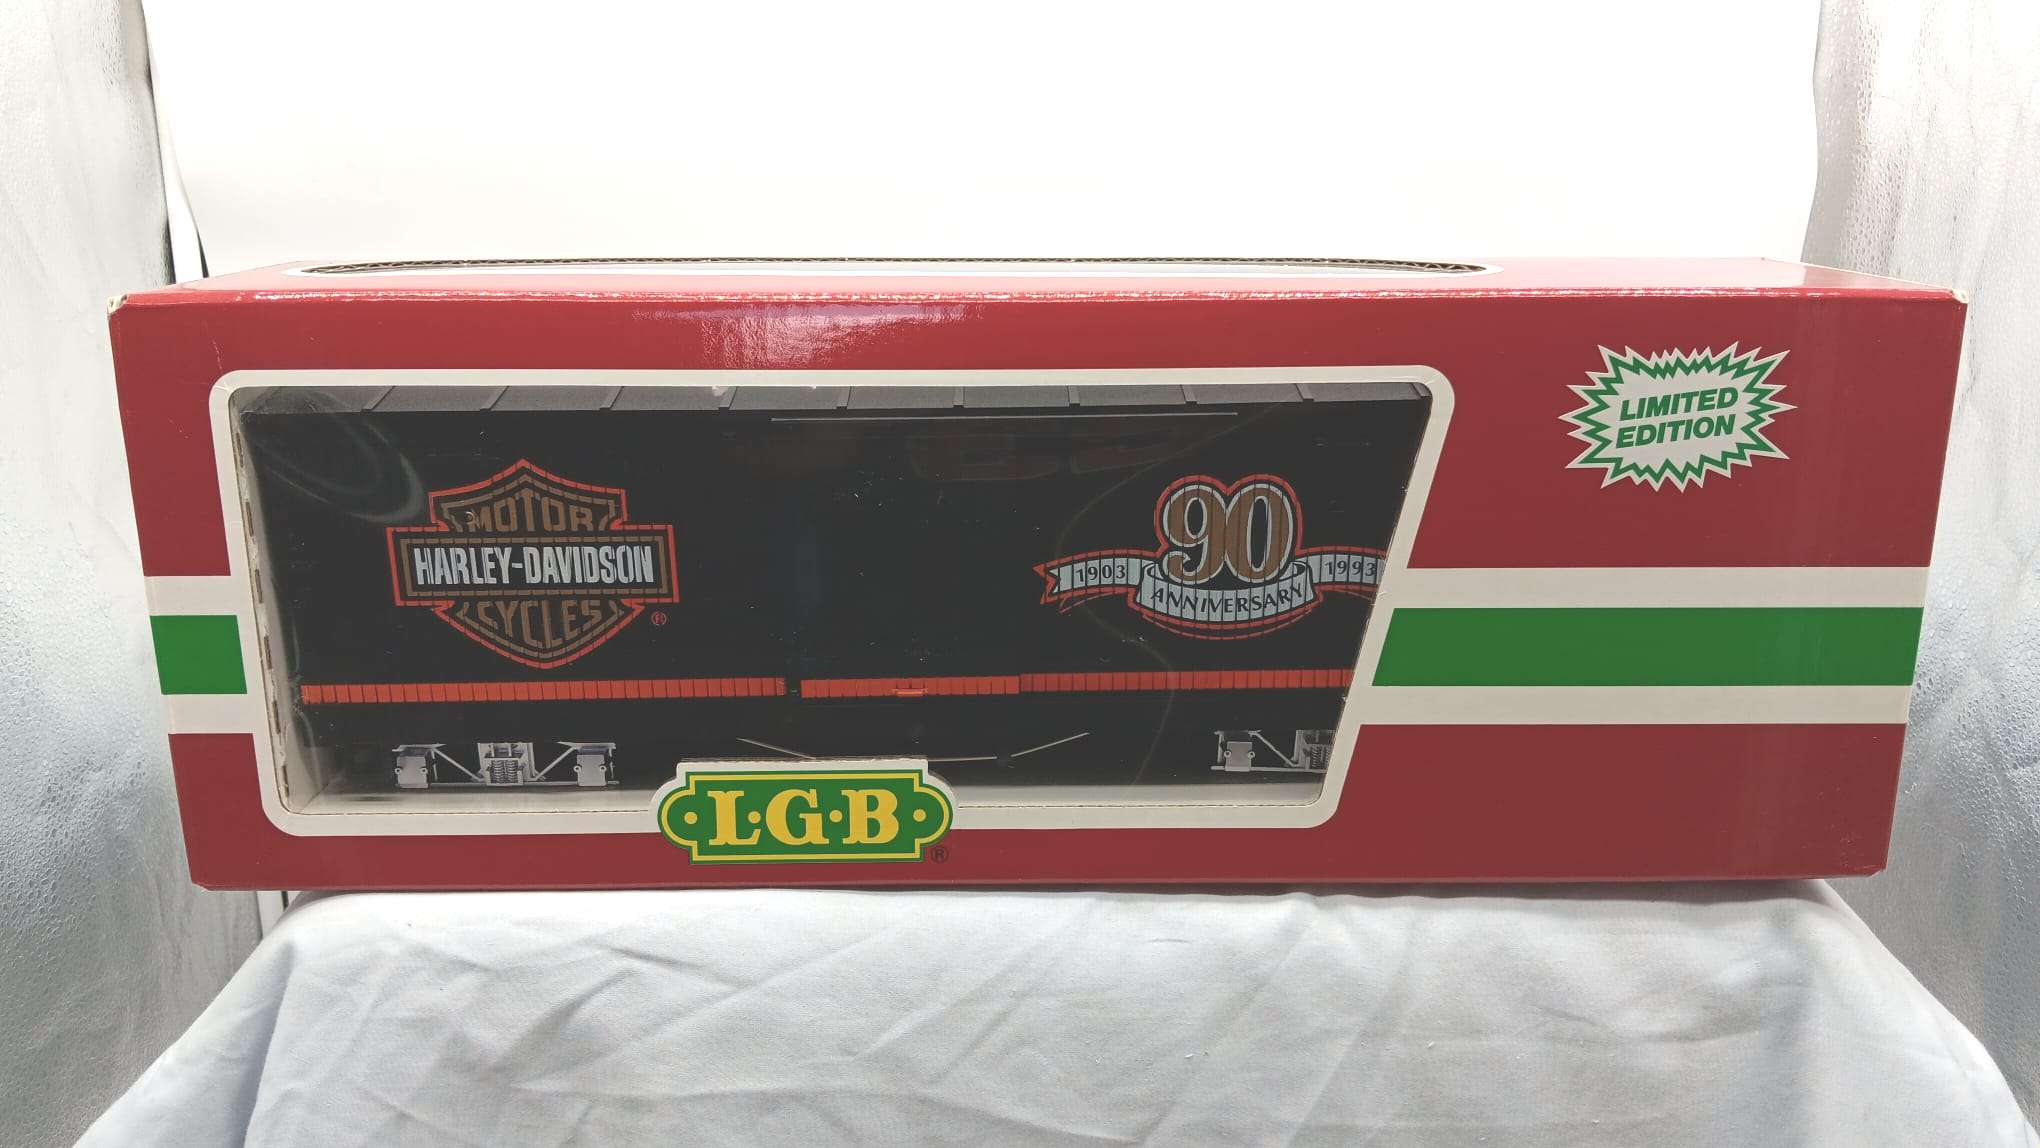 LIMITED
EDITION
MOTOR
HARLEY-DAVIDSON
CYCLES
®
90
1903 ANNIVERSARY 1993
L·G·B
®